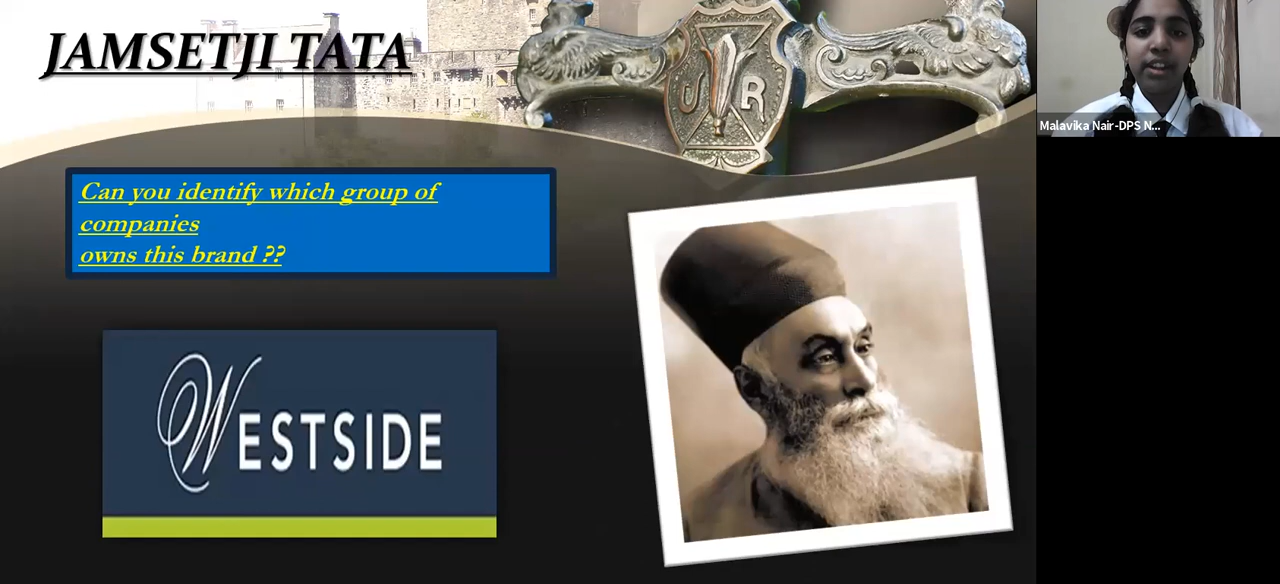 JAMSETJI TATA
J R
Malavika Nair-DPS N...
Can you identify which group of
companies
owns this brand ??
WESTSIDE